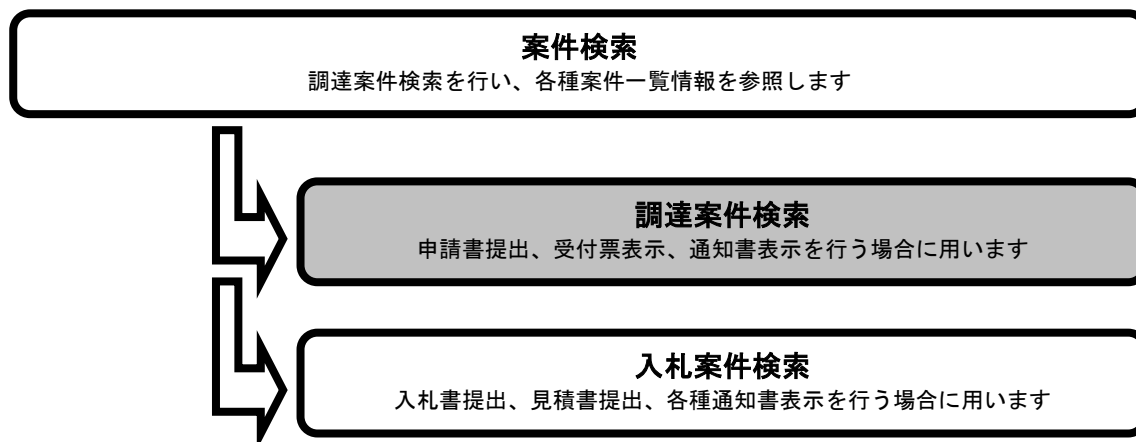 案件検索
調達案件検索を行い、各種案件一覧情報を参照します
調達案件検索
申請書提出、受付票表示、通知書表示を行う場合に用います
入札案件検索
入札書提出、見積書提出、各種通知書表示を行う場合に用います